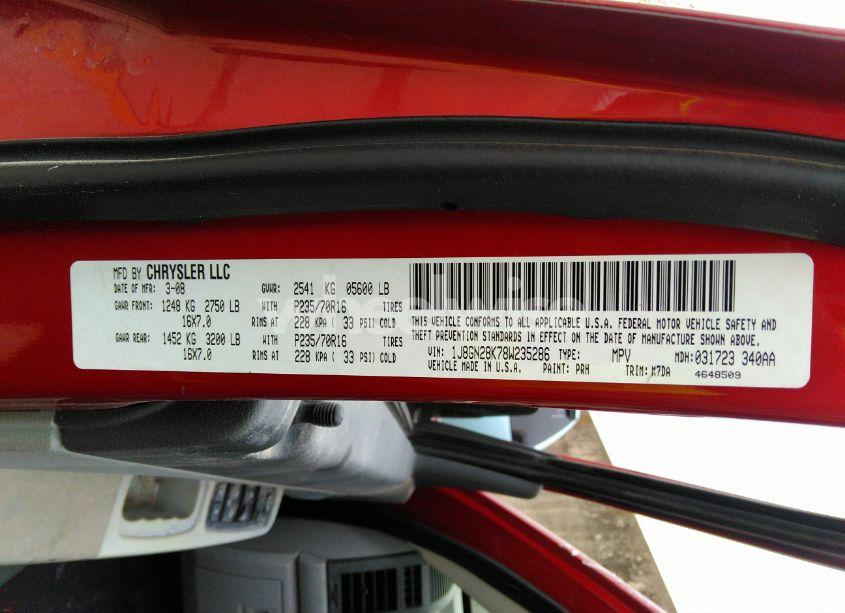 MFD BY CHRYSLER LLC
DATE OF MFR: 3-08 GVWR: 2541 KG 05600 LB
GAWR FRONT: 1248 KG 2750 LB WITH P235/70R16 TIRES
16X7.0 RIMS AT 228 KPA ( 33 PSI) COLD
GAWR REAR: 1452 KG 3200 LB WITH P235/70R16 TIRES
16X7.0 RIMS AT 228 KPA ( 33 PSI) COLD
THIS VEHICLE CONFORMS TO ALL APPLICABLE U.S.A. FEDERAL MOTOR VEHICLE SAFETY AND
THEFT PREVENTION STANDARDS IN EFFECT ON THE DATE OF MANUFACTURE SHOWN ABOVE.
VIN: 1J8GN28K78W235286 TYPE: MPV MDH: 031723 340AA
VEHICLE MADE IN U.S.A. PAINT: PRH TRIM: M7DA 4648509